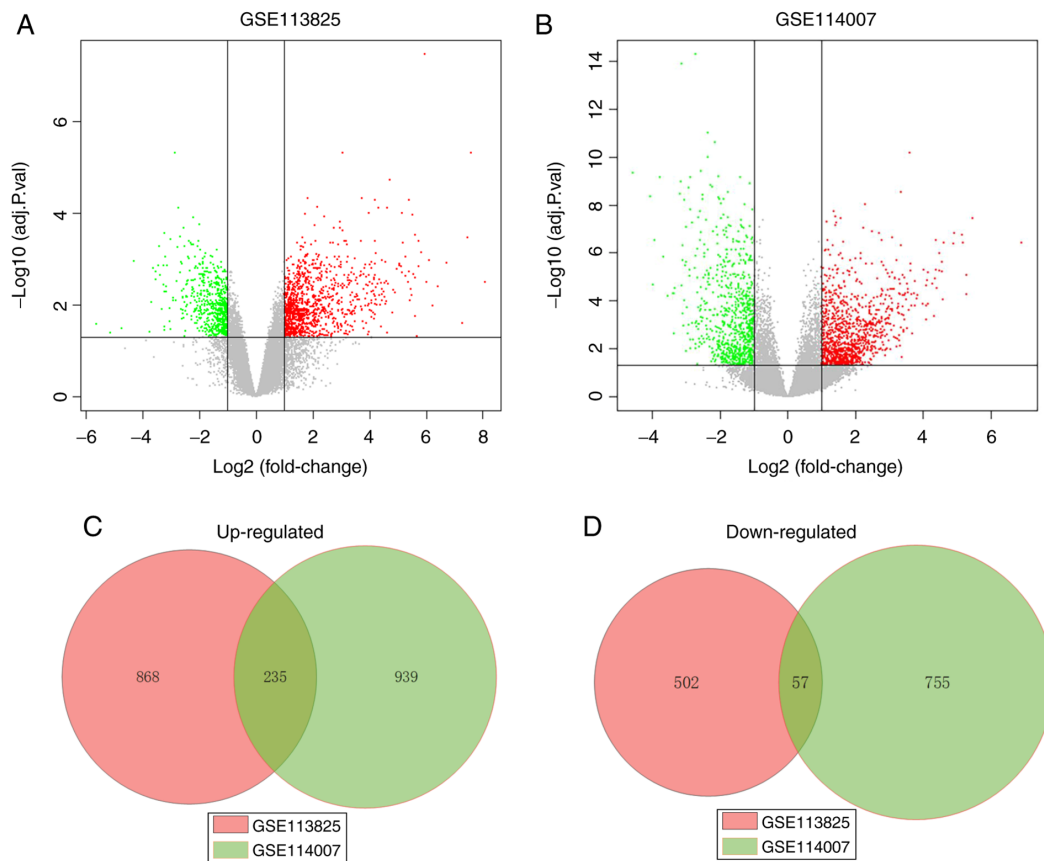 A
GSE113825
−Log10 (adj.P.val)
6
4
2
0
−6 −4 −2 0 2 4 6 8
Log2 (fold-change)
B
GSE114007
−Log10 (adj.P.val)
14
12
10
8
6
4
2
0
−4 −2 0 2 4 6
Log2 (fold-change)
C
Up-regulated
868 235 939
GSE113825
GSE114007
D
Down-regulated
502 57 755
GSE113825
GSE114007